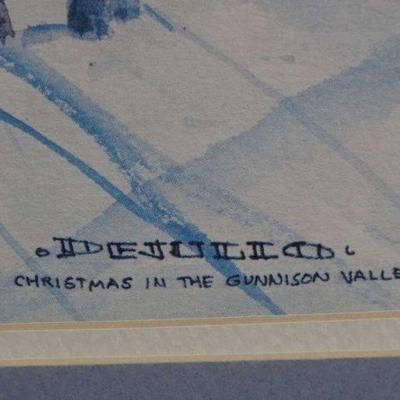 DEJULIO
CHRISTMAS IN THE GUNNISON VALLE